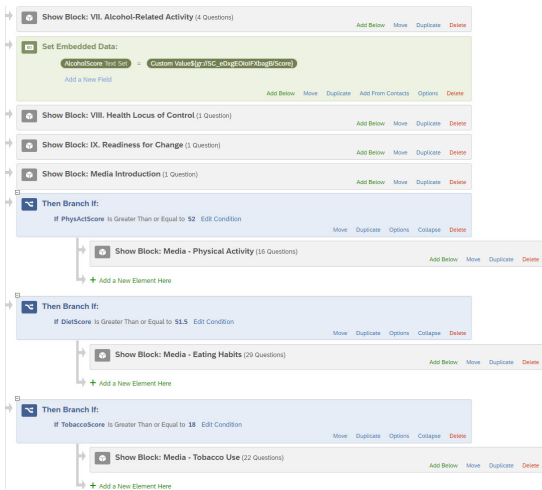 Show Block: VII. Alcohol-Related Activity (4 Questions)
Add Below Move Duplicate Delete
Set Embedded Data:
AlcoholScore Text Set = Custom Value${gr://SC_e0xgEOIolFXbagB/Score}
Add a New Field
Add Below Move Duplicate Add From Contacts Options Delete
Show Block: VIII. Health Locus of Control (1 Question)
Add Below Move Duplicate Delete
Show Block: IX. Readiness for Change (1 Question)
Add Below Move Duplicate Delete
Show Block: Media Introduction (1 Question)
Add Below Move Duplicate Delete
Then Branch If:
If PhysActScore Is Greater Than or Equal to 52 Edit Condition
Move Duplicate Options Collapse Delete
Show Block: Media - Physical Activity (16 Questions)
Add Below Move Duplicate Delete
+ Add a New Element Here
Then Branch If:
If DietScore Is Greater Than or Equal to 51.5 Edit Condition
Move Duplicate Options Collapse Delete
Show Block: Media - Eating Habits (29 Questions)
Add Below Move Duplicate Delete
+ Add a New Element Here
Then Branch If:
If TobaccoScore Is Greater Than or Equal to 18 Edit Condition
Move Duplicate Options Collapse Delete
Show Block: Media - Tobacco Use (22 Questions)
Add Below Move Duplicate Delete
+ Add a New Element Here